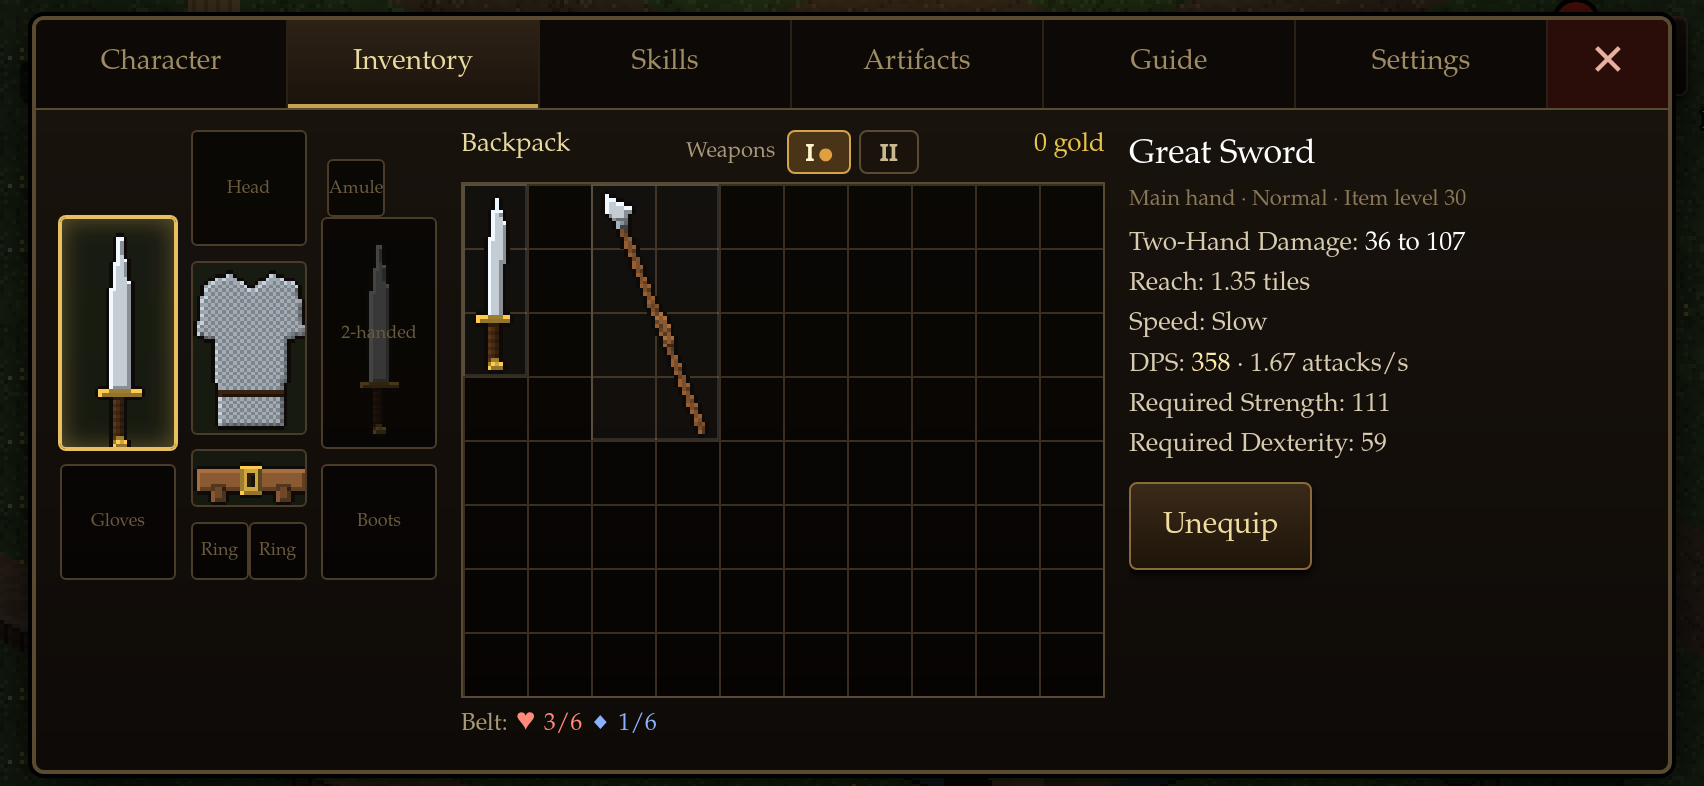 Character
Inventory
Skills
Artifacts
Guide
Settings
✕
Head
Amule
2-handed
Gloves
Ring
Ring
Boots
Backpack
Weapons
I
II
0 gold
Belt: ♥ 3/6 ♦ 1/6
Great Sword
Main hand · Normal · Item level 30
Two-Hand Damage: 36 to 107
Reach: 1.35 tiles
Speed: Slow
DPS: 358 · 1.67 attacks/s
Required Strength: 111
Required Dexterity: 59
Unequip